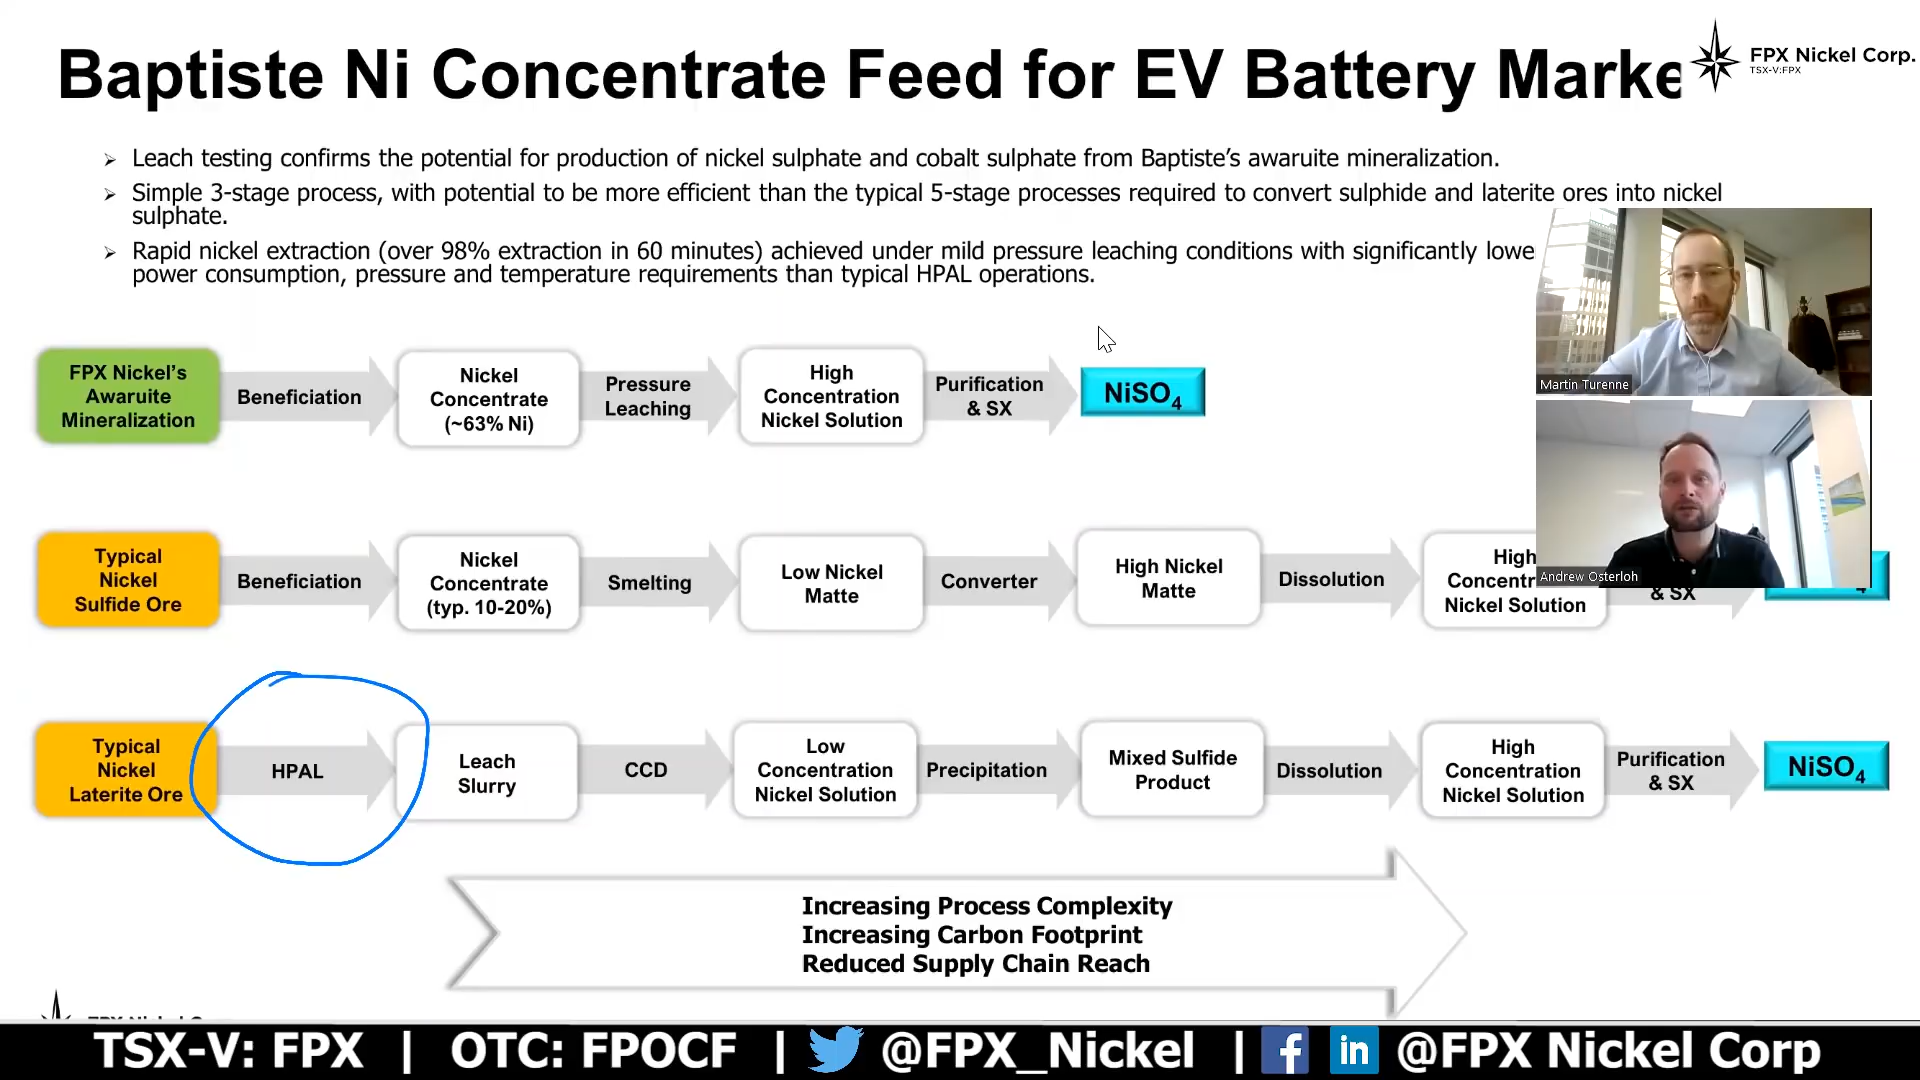 Baptiste Ni Concentrate Feed for EV Battery Marke
FPX Nickel Corp.
TSX-V:FPX
Leach testing confirms the potential for production of nickel sulphate and cobalt sulphate from Baptiste's awaruite mineralization.
Simple 3-stage process, with potential to be more efficient than the typical 5-stage processes required to convert sulphide and laterite ores into nickel
sulphate.
Rapid nickel extraction (over 98% extraction in 60 minutes) achieved under mild pressure leaching conditions with significantly lowe
power consumption, pressure and temperature requirements than typical HPAL operations.
Martin Turenne
Andrew Osterloh
FPX Nickel's
Awaruite
Mineralization
Beneficiation
Nickel
Concentrate
(~63% Ni)
Pressure
Leaching
High
Concentration
Nickel Solution
Purification
& SX
NiSO4
Typical
Nickel
Sulfide Ore
Beneficiation
Nickel
Concentrate
(typ. 10-20%)
Smelting
Low Nickel
Matte
Converter
High Nickel
Matte
Dissolution
High
Concentr
Nickel Solution
& SX
4
Typical
Nickel
Laterite Ore
HPAL
Leach
Slurry
CCD
Low
Concentration
Nickel Solution
Precipitation
Mixed Sulfide
Product
Dissolution
High
Concentration
Nickel Solution
Purification
& SX
NiSO4
Increasing Process Complexity
Increasing Carbon Footprint
Reduced Supply Chain Reach
TSX-V: FPX | OTC: FPOCF | @FPX_Nickel | @FPX Nickel Corp